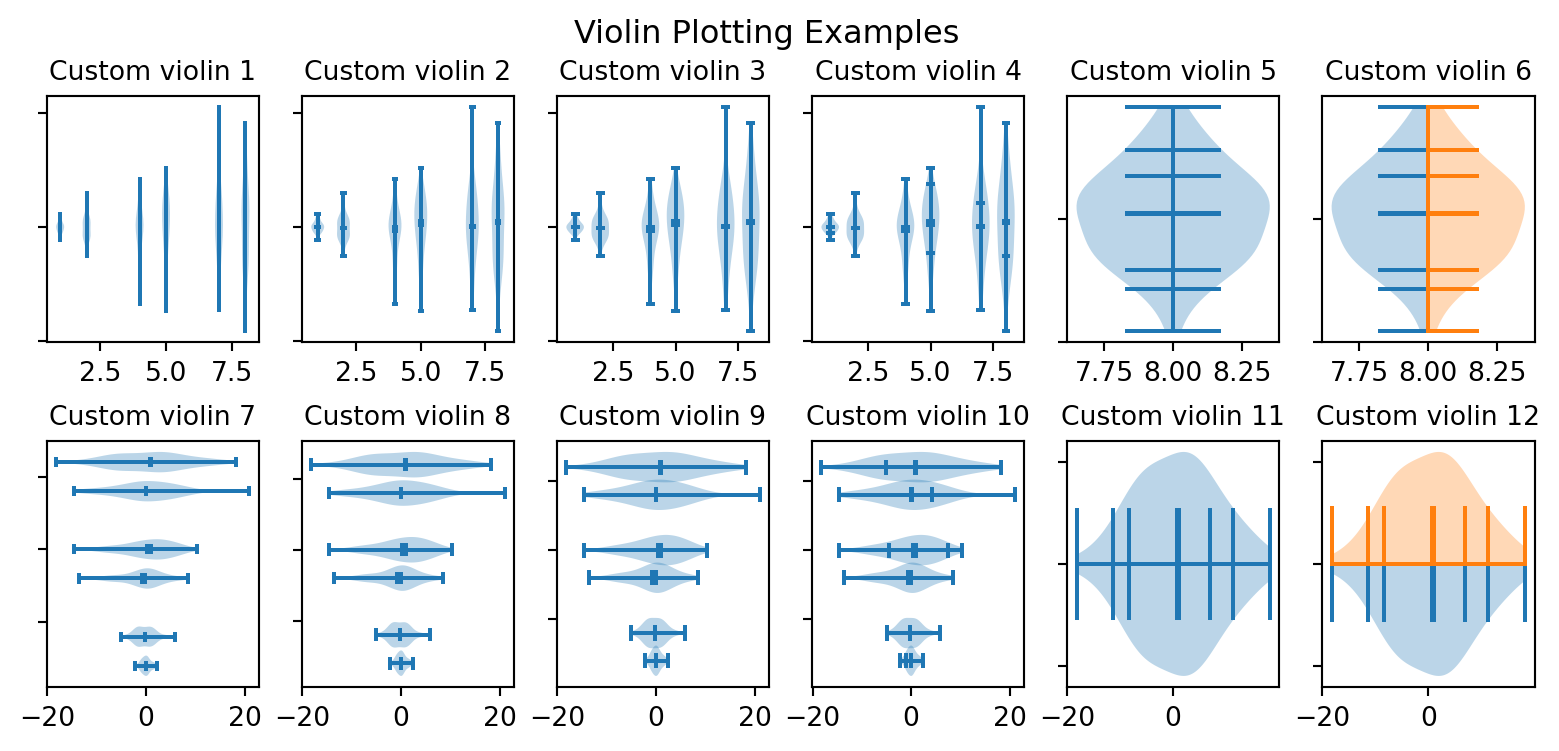 Violin Plotting Examples
Custom violin 1 Custom violin 2 Custom violin 3 Custom violin 4 Custom violin 5 Custom violin 6
2.5 5.0 7.5 2.5 5.0 7.5 2.5 5.0 7.5 2.5 5.0 7.5 7.75 8.00 8.25 7.75 8.00 8.25
Custom violin 7 Custom violin 8 Custom violin 9 Custom violin 10 Custom violin 11 Custom violin 12
−20 0 20 −20 0 20 −20 0 20 −20 0 20 −20 0 −20 0